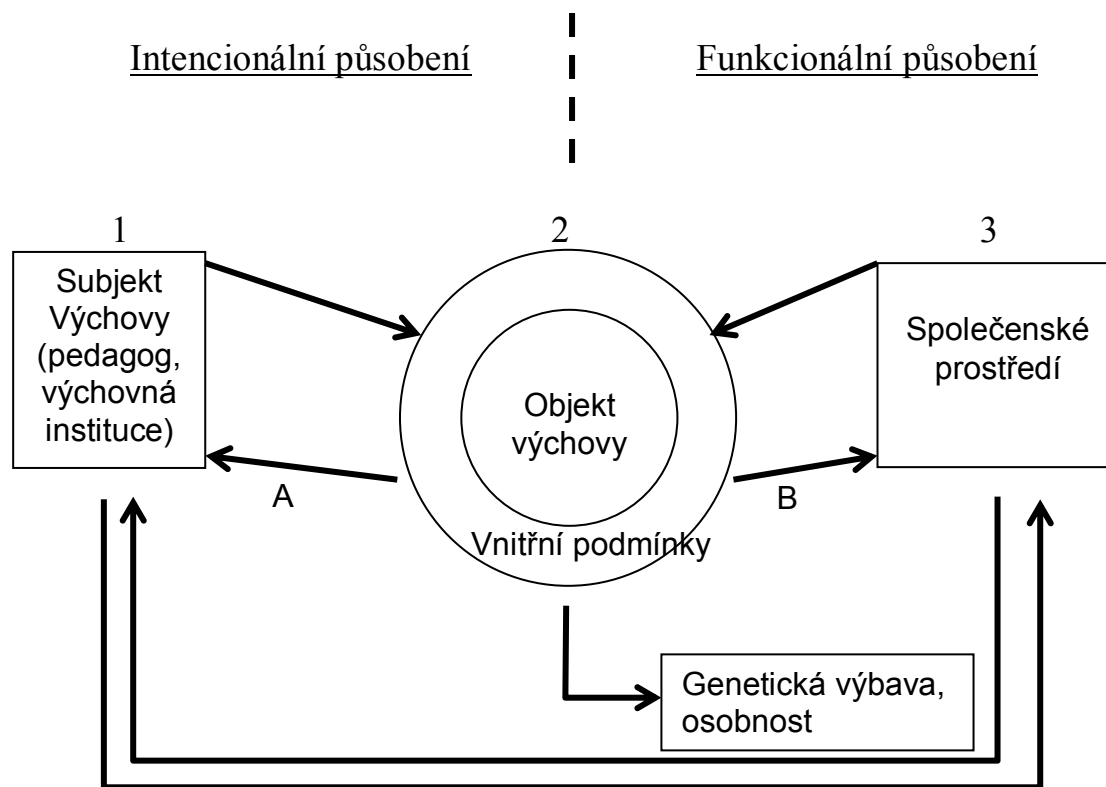 Intencionální působení
Funkcionální působení
1
2
3
Subjekt
Výchovy
(pedagog,
výchovná
instituce)
Objekt
výchovy
Společenské
prostředí
A
B
Vnitřní podmínky
Genetická výbava,
osobnost